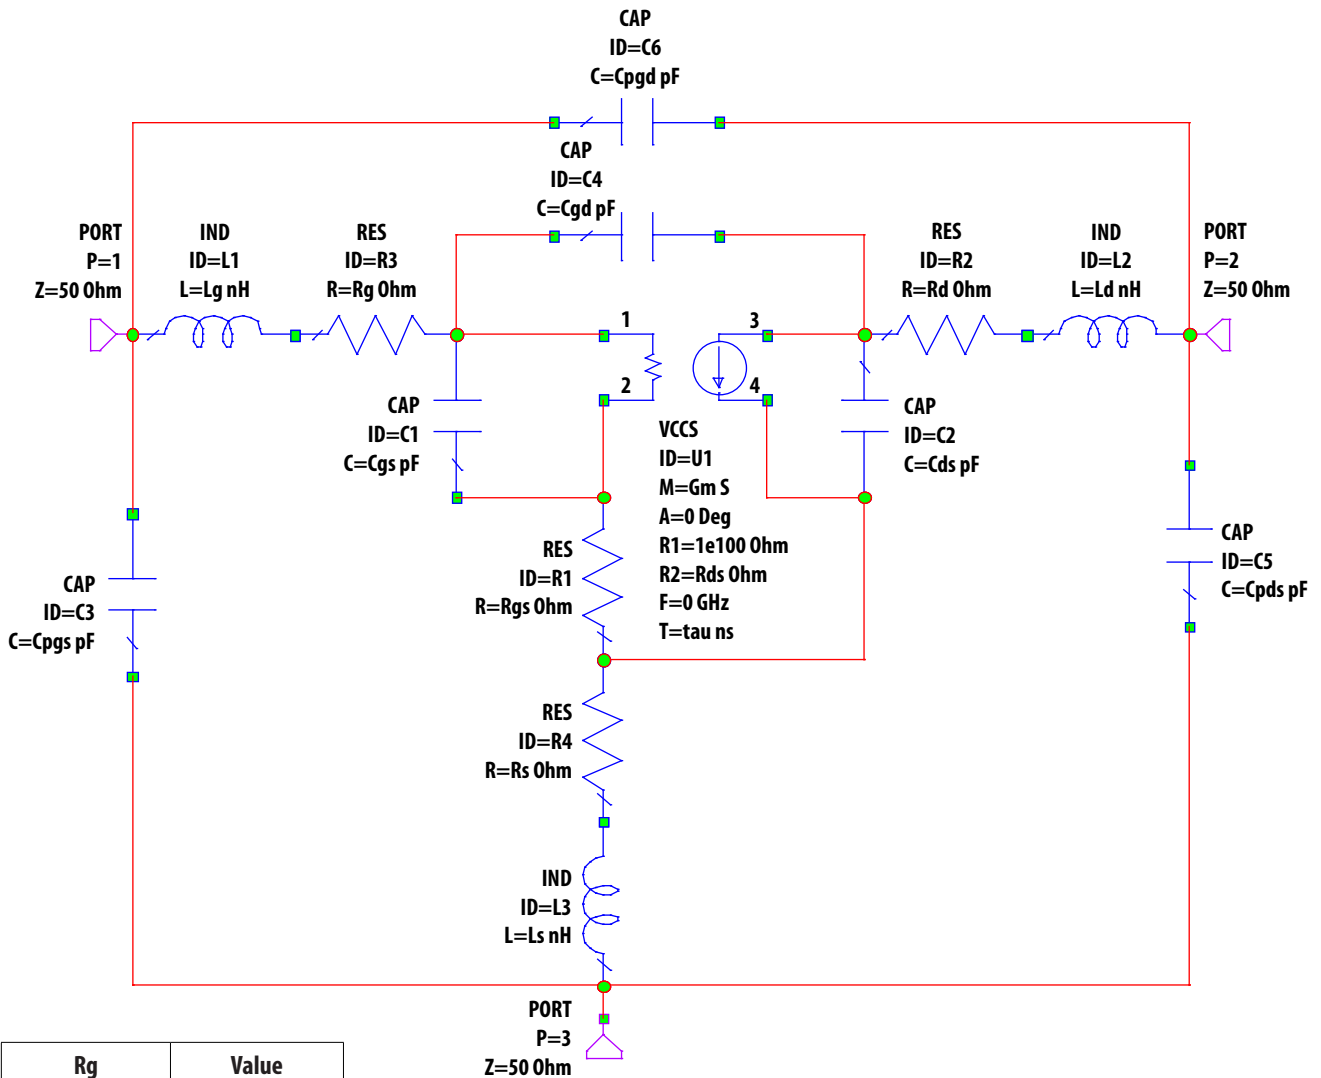 CAP
ID=C6
C=Cpgd pF
CAP
ID=C4
C=Cgd pF
PORT
P=1
Z=50 Ohm
IND
ID=L1
L=Lg nH
RES
ID=R3
R=Rg Ohm
RES
ID=R2
R=Rd Ohm
IND
ID=L2
L=Ld nH
PORT
P=2
Z=50 Ohm
1
2
3
4
CAP
ID=C1
C=Cgs pF
VCCS
ID=U1
M=Gm S
A=0 Deg
R1=1e100 Ohm
R2=Rds Ohm
F=0 GHz
T=tau ns
CAP
ID=C2
C=Cds pF
CAP
ID=C3
C=Cpgs pF
RES
ID=R1
R=Rgs Ohm
CAP
ID=C5
C=Cpds pF
RES
ID=R4
R=Rs Ohm
IND
ID=L3
L=Ls nH
PORT
P=3
Z=50 Ohm
Rg Value